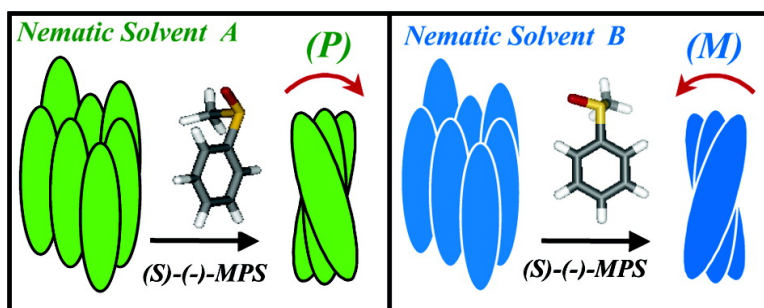 Nematic Solvent A
(P)
(S)-(-)-MPS
Nematic Solvent B
(M)
(S)-(-)-MPS